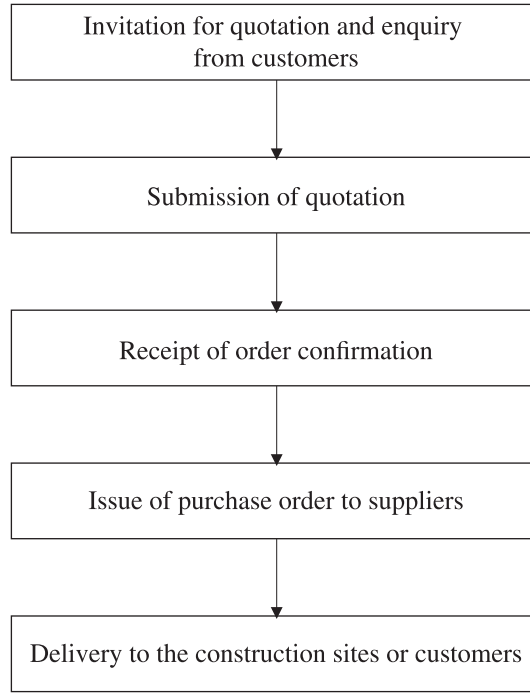 Invitation for quotation and enquiry
from customers
Submission of quotation
Receipt of order confirmation
Issue of purchase order to suppliers
Delivery to the construction sites or customers